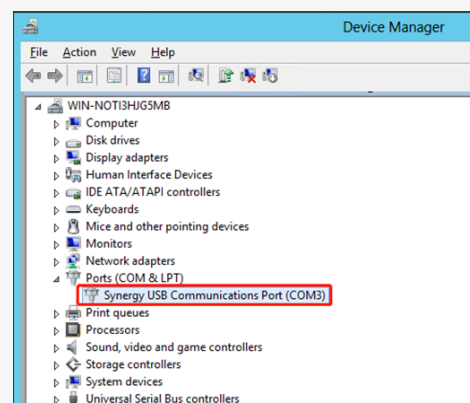 Device Manager
File Action View Help
WIN-NOTI3HJG5MB
Computer
Disk drives
Display adapters
Human Interface Devices
IDE ATA/ATAPI controllers
Keyboards
Mice and other pointing devices
Monitors
Network adapters
Ports (COM & LPT)
Synergy USB Communications Port (COM3)
Print queues
Processors
Sound, video and game controllers
Storage controllers
System devices
Universal Serial Bus controllers